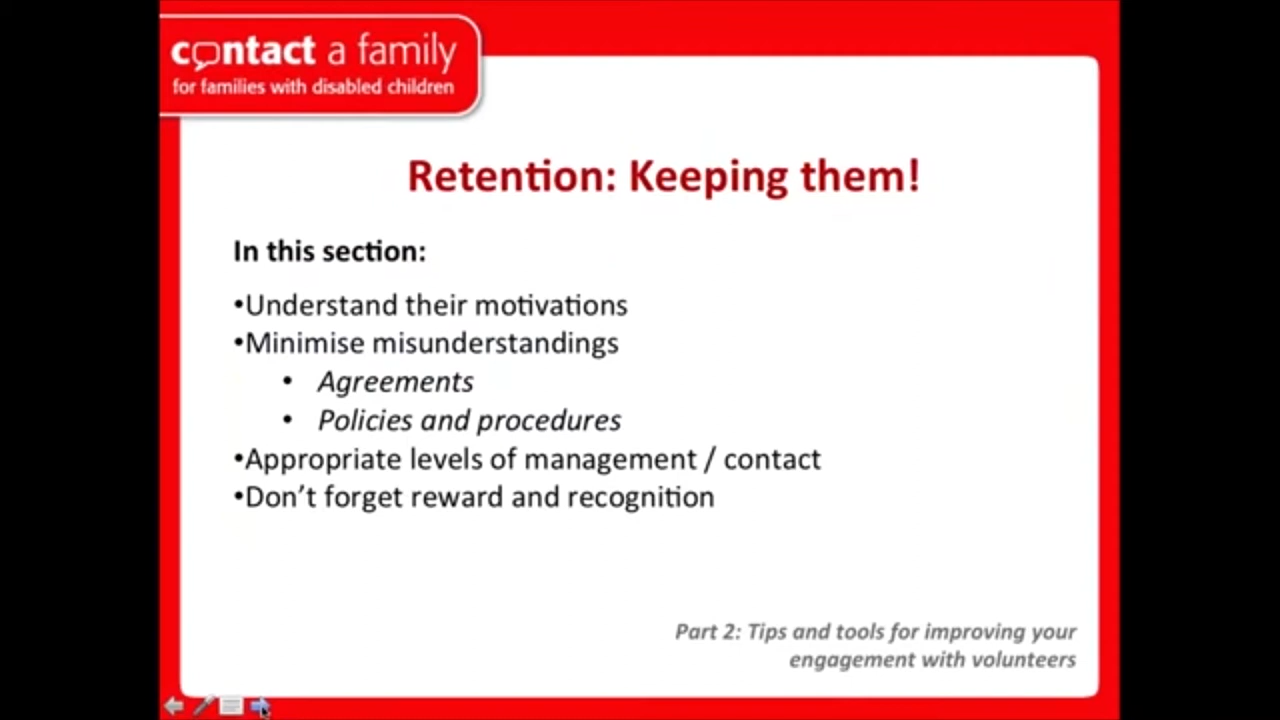 contact a family
for families with disabled children
Retention: Keeping them!
In this section:
•Understand their motivations
•Minimise misunderstandings
• Agreements
• Policies and procedures
•Appropriate levels of management / contact
•Don’t forget reward and recognition
Part 2: Tips and tools for improving your
engagement with volunteers